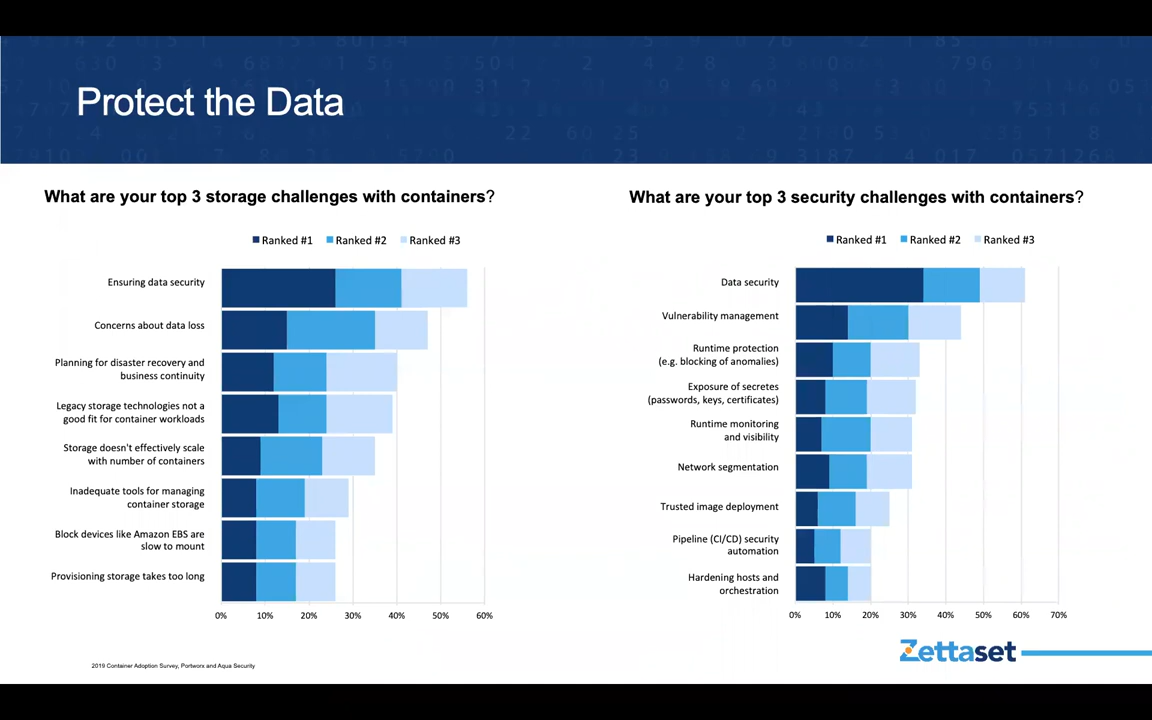 Protect the Data
What are your top 3 storage challenges with containers?
Ranked #1 Ranked #2 Ranked #3
Ensuring data security
Concerns about data loss
Planning for disaster recovery and
business continuity
Legacy storage technologies not a
good fit for container workloads
Storage doesn't effectively scale
with number of containers
Inadequate tools for managing
container storage
Block devices like Amazon EBS are
slow to mount
Provisioning storage takes too long
0% 10% 20% 30% 40% 50% 60%
What are your top 3 security challenges with containers?
Ranked #1 Ranked #2 Ranked #3
Data security
Vulnerability management
Runtime protection
(e.g. blocking of anomalies)
Exposure of secretes
(passwords, keys, certificates)
Runtime monitoring
and visibility
Network segmentation
Trusted image deployment
Pipeline (CI/CD) security
automation
Hardening hosts and
orchestration
0% 10% 20% 30% 40% 50% 60% 70%
2019 Container Adoption Survey, Portworx and Aqua Security
Zettaset